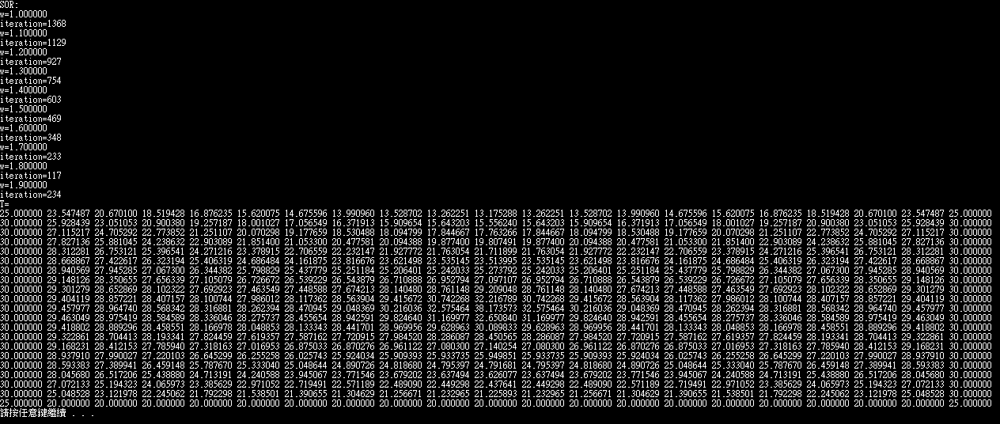 SOR:
w=1.000000
iteration=1368
w=1.100000
iteration=1129
w=1.200000
iteration=927
w=1.300000
iteration=754
w=1.400000
iteration=603
w=1.500000
iteration=469
w=1.600000
iteration=348
w=1.700000
iteration=233
w=1.800000
iteration=117
w=1.900000
iteration=234
T=
25.000000 23.547487 20.670100 18.519428 16.876235 15.620075 14.675596 13.990960 13.528702 13.262251 13.175288 13.262251 13.528702 13.990960 14.675596 15.620075 16.876235 18.519428 20.670100 23.547487 25.000000
30.000000 25.928439 23.051053 20.900380 19.257187 18.001027 17.056549 16.371913 15.909654 15.643203 15.556240 15.643203 15.909654 16.371913 17.056549 18.001027 19.257187 20.900380 23.051053 25.928439 30.000000
30.000000 27.115217 24.705292 22.773852 21.251107 20.070298 19.177659 18.530488 18.094799 17.844667 17.763266 17.844667 18.094799 18.530488 19.177659 20.070298 21.251107 22.773852 24.705292 27.115217 30.000000
30.000000 27.827136 25.881045 24.238632 22.903089 21.851400 21.053300 20.477581 20.094388 19.877400 19.807491 19.877400 20.094388 20.477581 21.053300 21.851400 22.903089 24.238632 25.881045 27.827136 30.000000
30.000000 28.312281 26.753121 25.396541 24.271216 23.378915 22.706559 22.232147 21.927772 21.763054 21.711899 21.763054 21.927772 22.232147 22.706559 23.378915 24.271216 25.396541 26.753121 28.312281 30.000000
30.000000 28.668867 27.422617 26.323194 25.406319 24.686484 24.161875 23.816676 23.621498 23.535145 23.513995 23.535145 23.621498 23.816676 24.161875 24.686484 25.406319 26.323194 27.422617 28.668867 30.000000
30.000000 28.940569 27.945285 27.067300 26.344382 25.798829 25.437779 25.251184 25.206401 25.242033 25.273792 25.242033 25.206401 25.251184 25.437779 25.798829 26.344382 27.067300 27.945285 28.940569 30.000000
30.000000 29.148126 28.350655 27.656339 27.105079 26.726672 26.539229 26.543879 26.710888 26.952794 27.097107 26.952794 26.710888 26.543879 26.539229 26.726672 27.105079 27.656339 28.350655 29.148126 30.000000
30.000000 29.301279 28.652869 28.102322 27.692923 27.463549 27.448588 27.674213 28.140480 28.761148 29.209048 28.761148 28.140480 27.674213 27.448588 27.463549 27.692923 28.102322 28.652869 29.301279 30.000000
30.000000 29.404119 28.857221 28.407157 28.100744 27.986012 28.117362 28.563904 29.415672 30.742268 32.216789 30.742268 29.415672 28.563904 28.117362 27.986012 28.100744 28.407157 28.857221 29.404119 30.000000
30.000000 29.457977 28.964740 28.568342 28.316881 28.262394 28.470945 29.048369 30.216036 32.575464 38.173573 32.575464 30.216036 29.048369 28.470945 28.262394 28.316881 28.568342 28.964740 29.457977 30.000000
30.000000 29.463049 28.975419 28.584589 28.336046 28.275837 28.455654 28.942591 29.824640 31.169977 32.650840 31.169977 29.824640 28.942591 28.455654 28.275837 28.336046 28.584589 28.975419 29.463049 30.000000
30.000000 29.418802 28.889296 28.458551 28.166978 28.048853 28.133343 28.441701 28.969956 29.628963 30.089833 29.628963 28.969956 28.441701 28.133343 28.048853 28.166978 28.458551 28.889296 29.418802 30.000000
30.000000 29.322861 28.704413 28.193341 27.824459 27.619357 27.587162 27.720915 27.984520 28.286087 28.450565 28.286087 27.984520 27.720915 27.587162 27.619357 27.824459 28.193341 28.704413 29.322861 30.000000
30.000000 29.168231 28.412153 27.785940 27.318163 27.016953 26.875033 26.870276 26.961122 27.080300 27.140254 27.080300 26.961122 26.870276 26.875033 27.016953 27.318163 27.785940 28.412153 29.168231 30.000000
30.000000 28.937910 27.990027 27.220103 26.645299 26.255258 26.025043 25.924034 25.909393 25.933735 25.949851 25.933735 25.909393 25.924034 26.025043 26.255258 26.645299 27.220103 27.990027 28.937910 30.000000
30.000000 28.593383 27.389941 26.459148 25.787670 25.333040 25.048644 24.890726 24.818680 24.795397 24.791681 24.795397 24.818680 24.890726 25.048644 25.333040 25.787670 26.459148 27.389941 28.593383 30.000000
30.000000 28.045680 26.517206 25.438880 24.713191 24.240588 23.945067 23.771546 23.679202 23.637494 23.626077 23.637494 23.679202 23.771546 23.945067 24.240588 24.713191 25.438880 26.517206 28.045680 30.000000
30.000000 27.072133 25.194323 24.065973 23.385629 22.971052 22.719491 22.571189 22.489090 22.449298 22.437412 22.449298 22.489090 22.571189 22.719491 22.971052 23.385629 24.065973 25.194323 27.072133 30.000000
30.000000 25.048528 23.121978 22.245062 21.792298 21.538501 21.390655 21.304629 21.256671 21.232965 21.225893 21.232965 21.256671 21.304629 21.390655 21.538501 21.792298 22.245062 23.121978 25.048528 30.000000
25.000000 20.000000 20.000000 20.000000 20.000000 20.000000 20.000000 20.000000 20.000000 20.000000 20.000000 20.000000 20.000000 20.000000 20.000000 20.000000 20.000000 20.000000 20.000000 20.000000 25.000000
請按任意鍵繼續 . . .